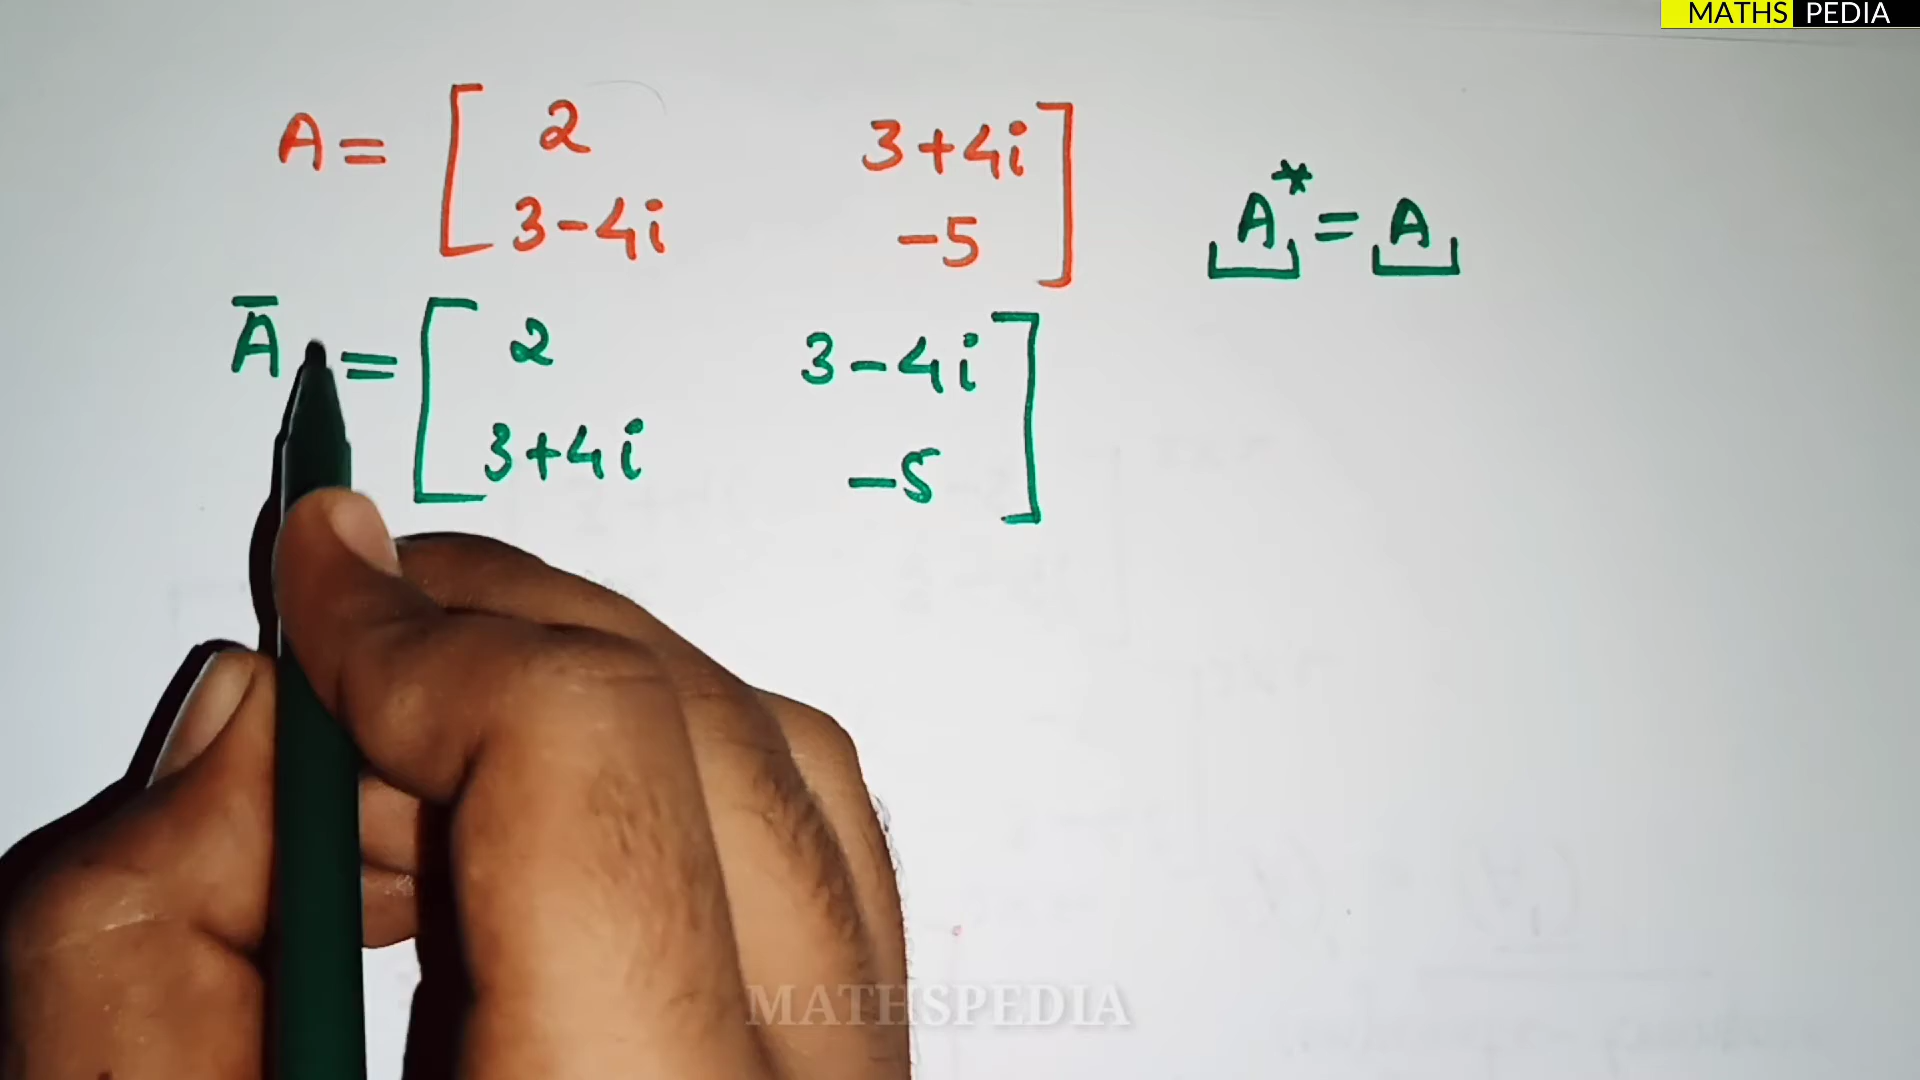 MATHS PEDIA
A = [ 2 3+4i
3-4i -5 ]
A* = A
Ā = [ 2 3-4i
3+4i -5 ]
MATHSPEDIA